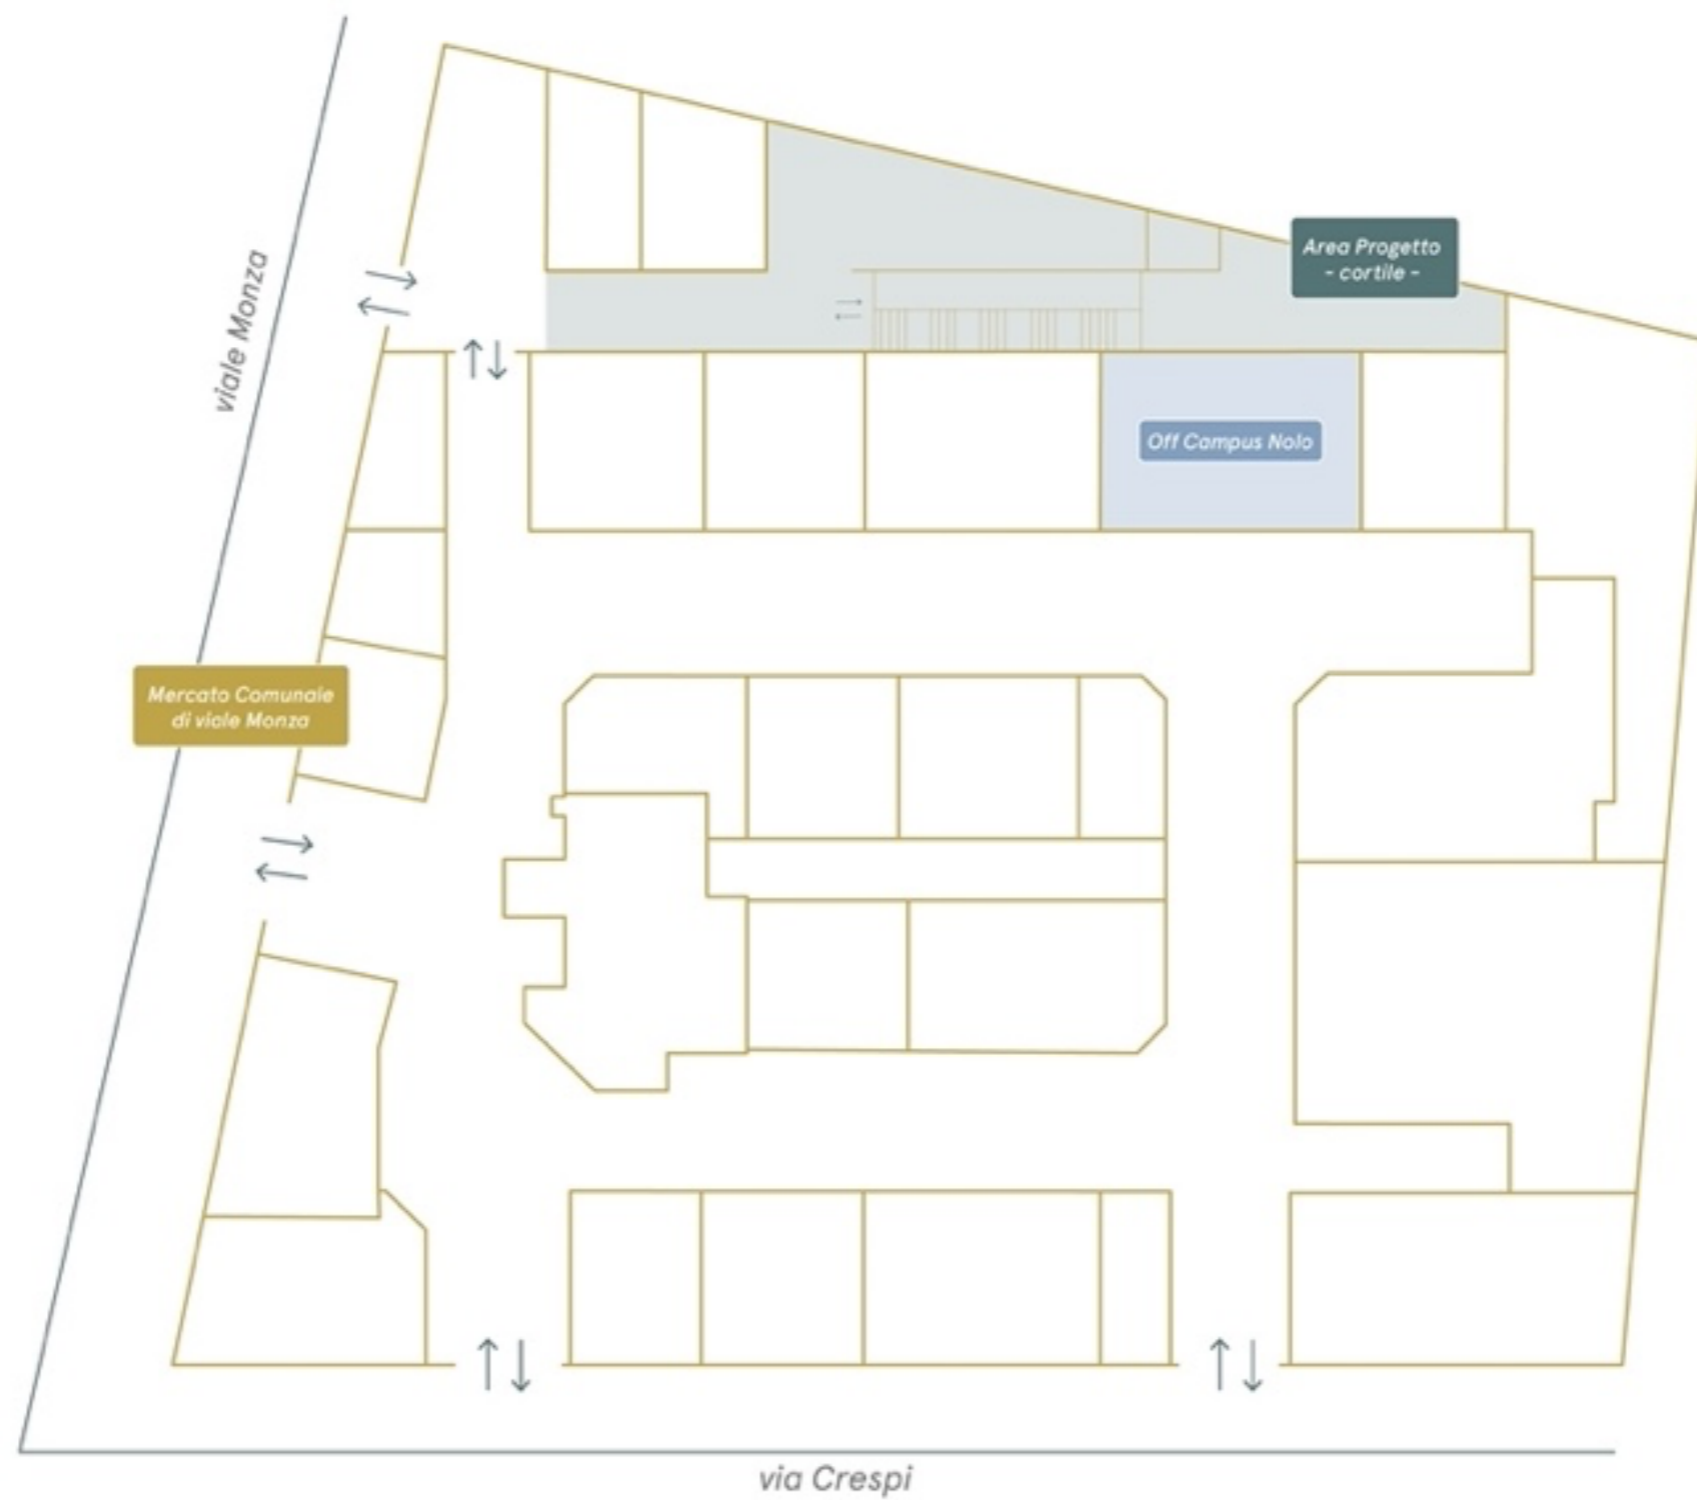 Area Progetto
- cortile -
viale Monza
Off Campus Nolo
Mercato Comunale
di viale Monza
via Crespi